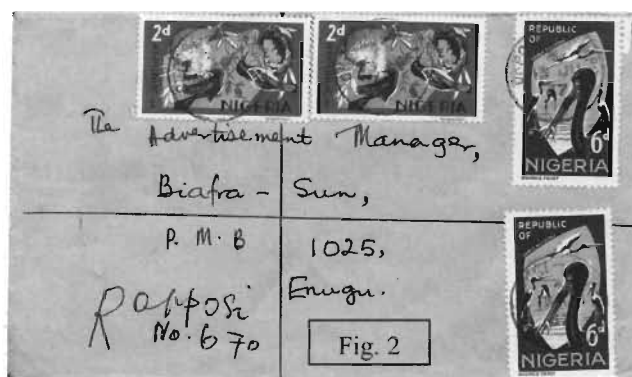 2d
NIGERIA
2d
NIGERIA
REPUBLIC
OF
6d
NIGERIA
The Advertisement Manager,
Biafra - Sun,
P. M. B 1025,
Enugu.
REPUBLIC
OF
6d
NIGERIA
Rapposi
No. 670
Fig. 2